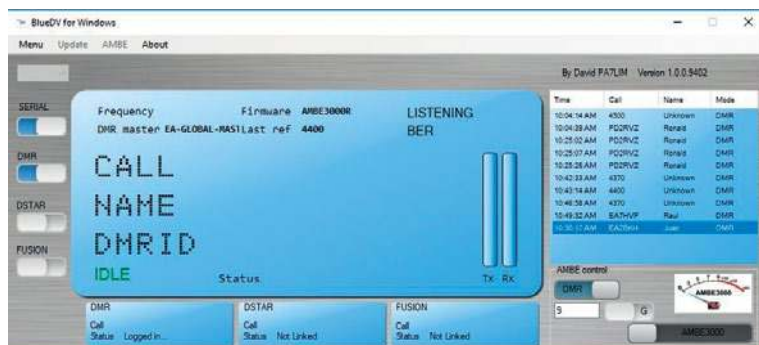 BlueDV for Windows
Menu Update AMBE About
By David PA7LIM Version 1.0.0.9402
SERIAL
DMR
DSTAR
FUSION
Frequency Firmware AMBE3000R LISTENING
DMR master EA-GLOBAL-MAST Last ref 4400 BER
CALL
NAME
DMRID
IDLE Status TX RX
Time Call Name Mode
10:04:14 AM 4500 Unknown DMR
10:04:39 AM PD2RVZ Ronald DMR
10:25:02 AM PD2RVZ Ronald DMR
10:25:07 AM PD2RVZ Ronald DMR
10:25:26 AM PD2RVZ Ronald DMR
10:42:33 AM 4370 Unknown DMR
10:43:14 AM 4400 Unknown DMR
10:46:58 AM 4370 Unknown DMR
10:49:32 AM EA7HVF Raul DMR
Juan DMR
AMBE control
DMR
9 G
AMBE3000
AMBE3000
DMR
Call
Status Logged in...
DSTAR
Call
Status Not Linked
FUSION
Call
Status Not Linked